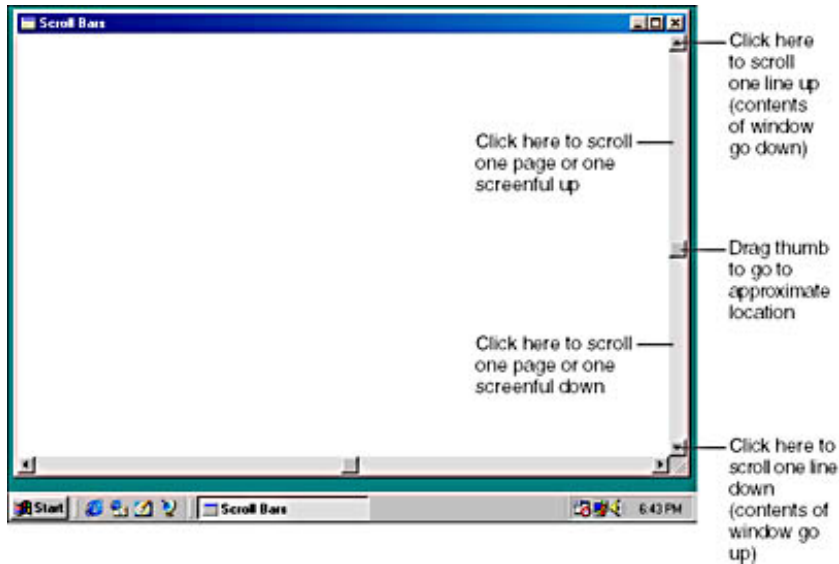 Scroll Bars
Click here
to scroll
one line up
(contents
of window
go down)
Click here to scroll
one page or one
screenful up
Drag thumb
to go to
approximate
location
Click here to scroll
one page or one
screenful down
Click here to
scroll one line
down
(contents of
window go
up)
Start
Scroll Bars
6:43 PM